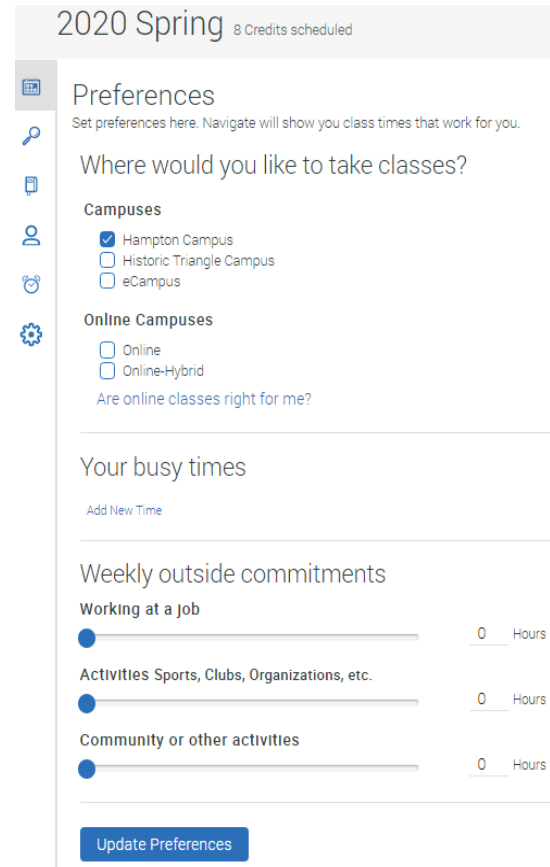 2020 Spring 8 Credits scheduled
Preferences
Set preferences here. Navigate will show you class times that work for you.
Where would you like to take classes?
Campuses
Hampton Campus
Historic Triangle Campus
eCampus
Online Campuses
Online
Online-Hybrid
Are online classes right for me?
Your busy times
Add New Time
Weekly outside commitments
Working at a job
0 Hours
Activities Sports, Clubs, Organizations, etc.
0 Hours
Community or other activities
0 Hours
Update Preferences